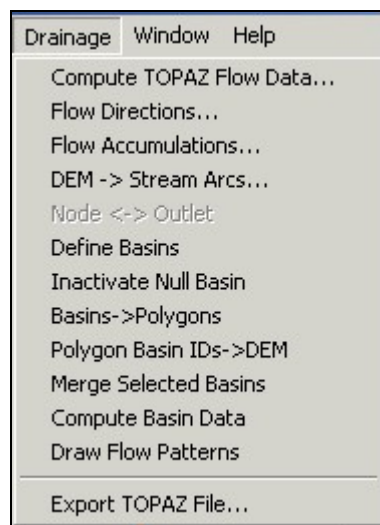 Drainage Window Help
Compute TOPAZ Flow Data...
Flow Directions...
Flow Accumulations...
DEM -> Stream Arcs...
Node <-> Outlet
Define Basins
Inactivate Null Basin
Basins->Polygons
Polygon Basin IDs->DEM
Merge Selected Basins
Compute Basin Data
Draw Flow Patterns
Export TOPAZ File...